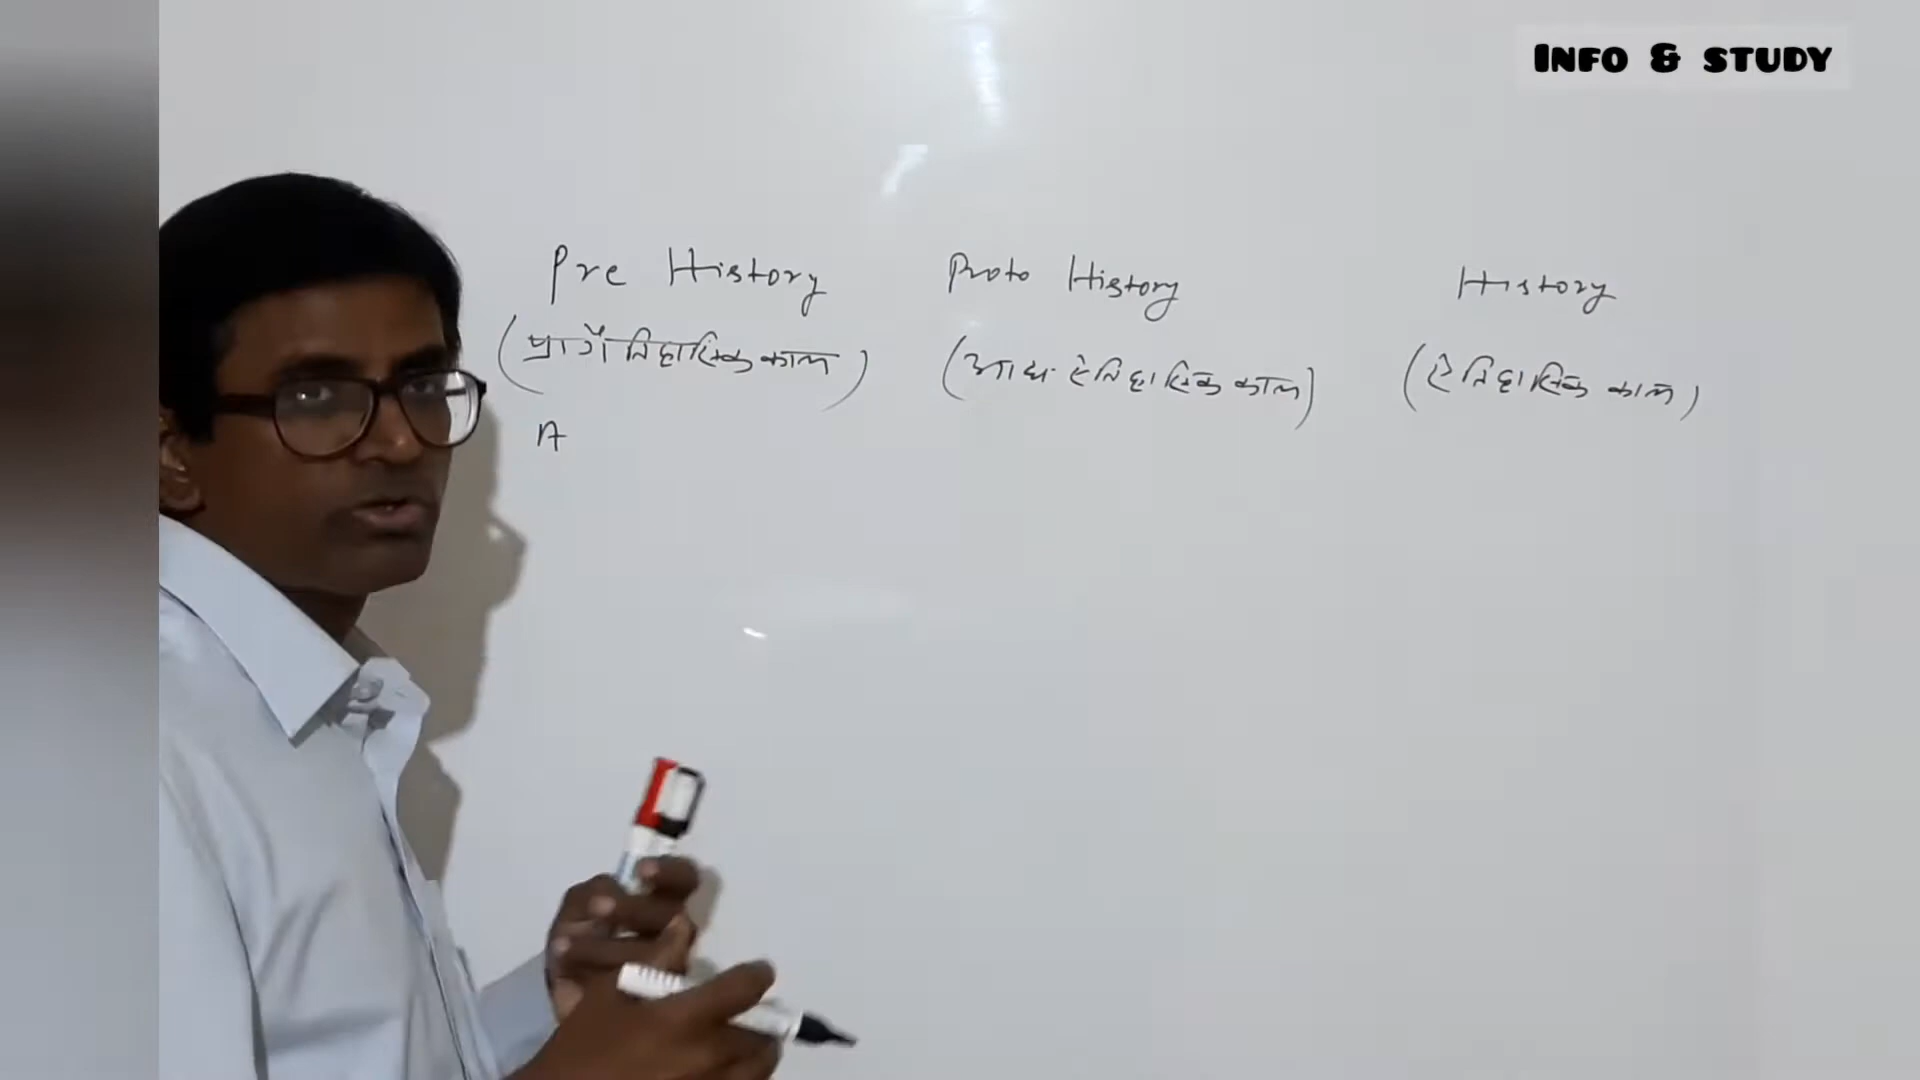 INFO & STUDY
Pre History
Proto History
History
(प्रागैतिहासिक काल)
(आद्य ऐतिहासिक काल)
(ऐतिहासिक काल)
A